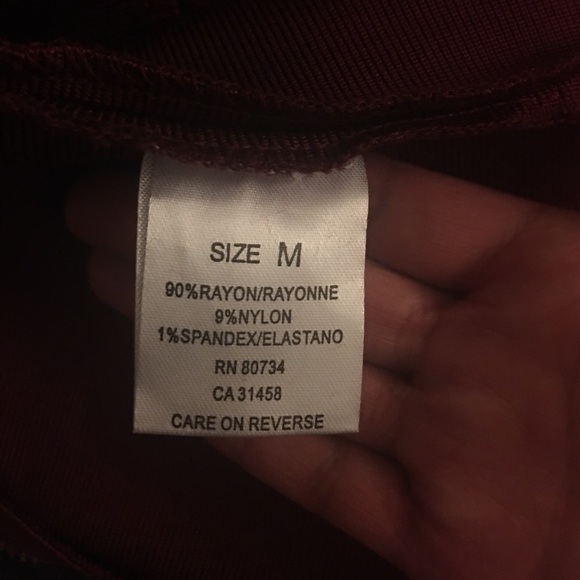 SIZE M
90%RAYON/RAYONNE
9%NYLON
1%SPANDEX/ELASTANO
RN 80734
CA 31458
CARE ON REVERSE